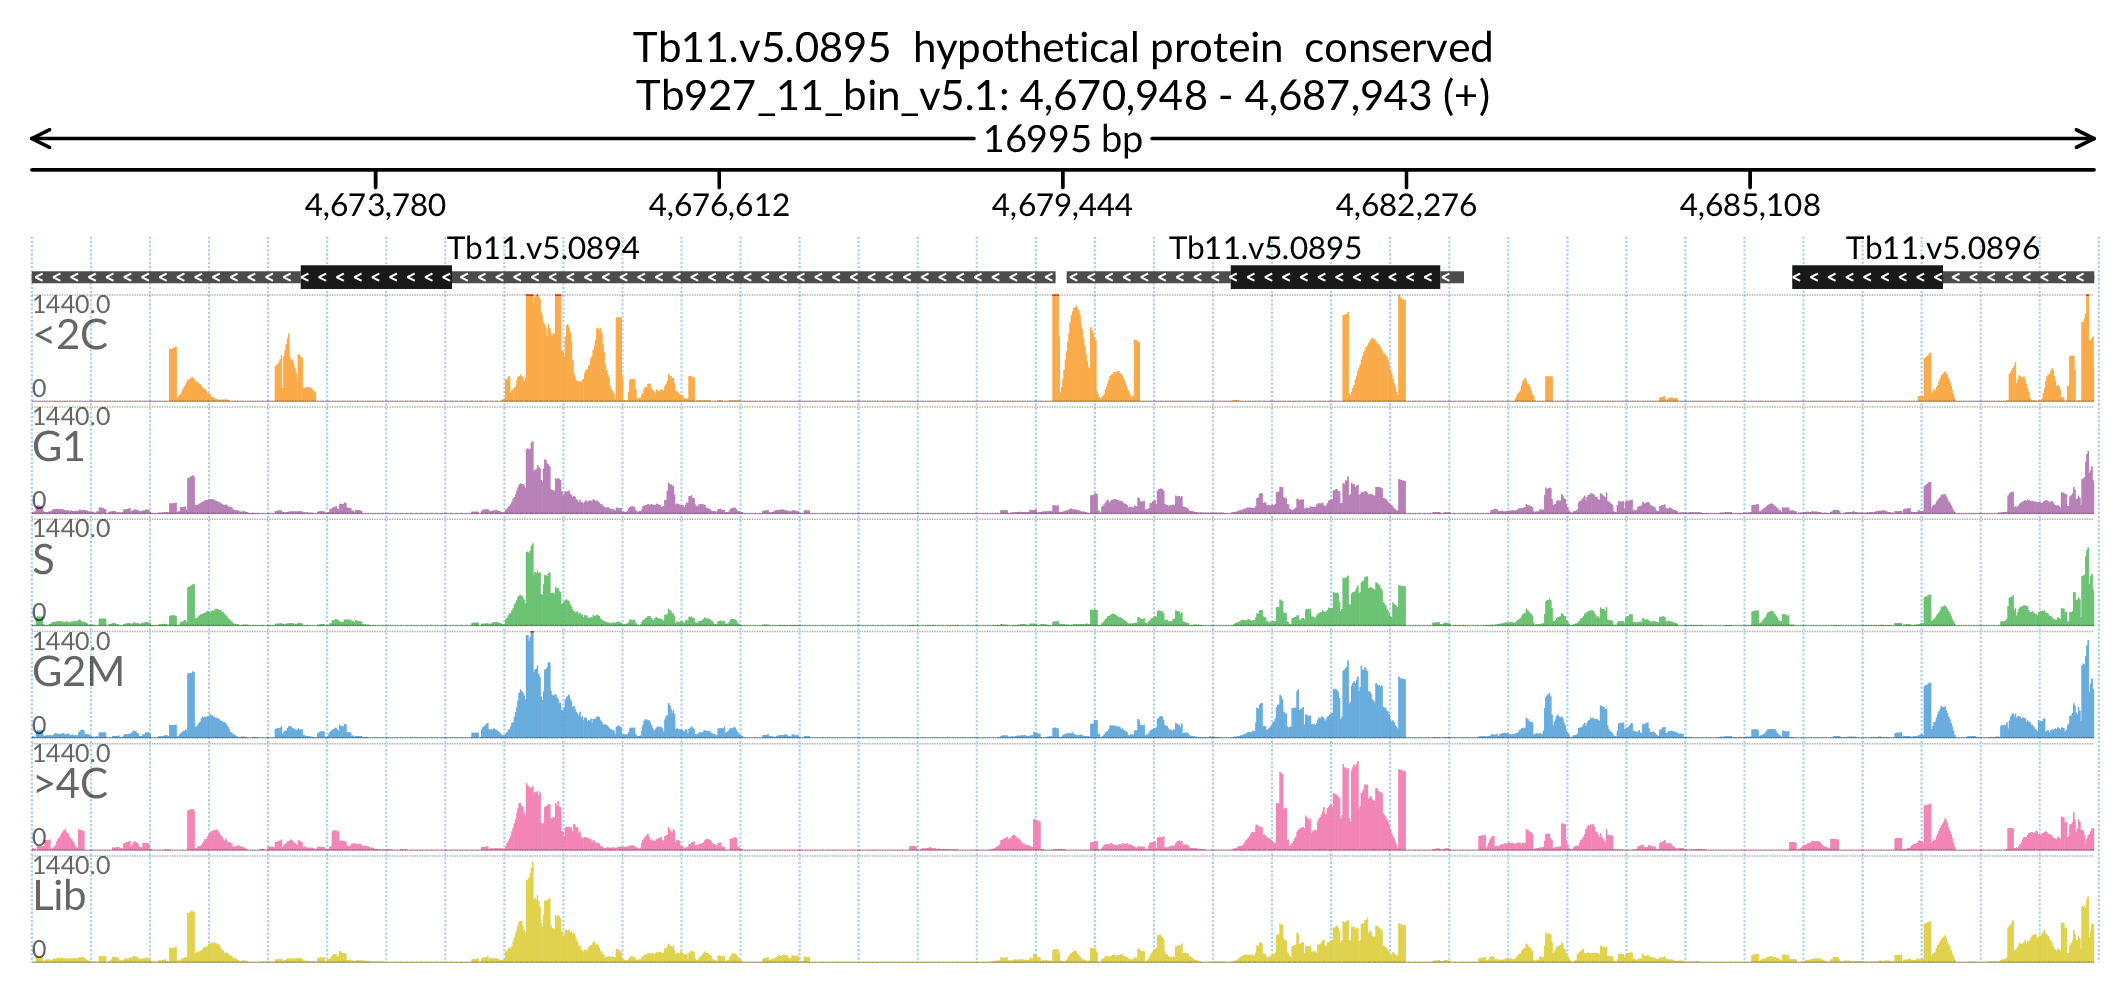 Tb11.v5.0895  hypothetical protein  conserved
Tb927_11_bin_v5.1: 4,670,948 - 4,687,943 (+)
16995 bp
4,673,780 4,676,612 4,679,444 4,682,276 4,685,108
Tb11.v5.0894 Tb11.v5.0895 Tb11.v5.0896
1440.0
<2C
0
1440.0
G1
0
1440.0
S
0
1440.0
G2M
0
1440.0
>4C
0
1440.0
Lib
0